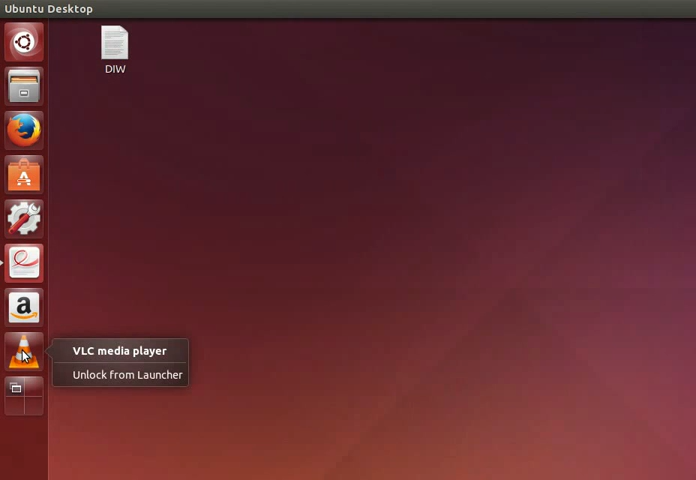 Ubuntu Desktop
DIW
a
VLC media player
Unlock from Launcher